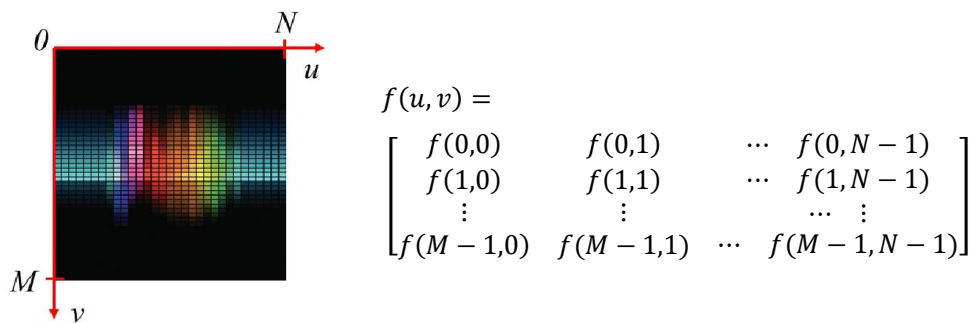 0
N
u
M
v
f(u, v) =
f(0,0) f(0,1) ⋯ f(0, N − 1)
f(1,0) f(1,1) ⋯ f(1, N − 1)
⋮ ⋮ ⋯ ⋮
f(M − 1,0) f(M − 1,1) ⋯ f(M − 1, N − 1)